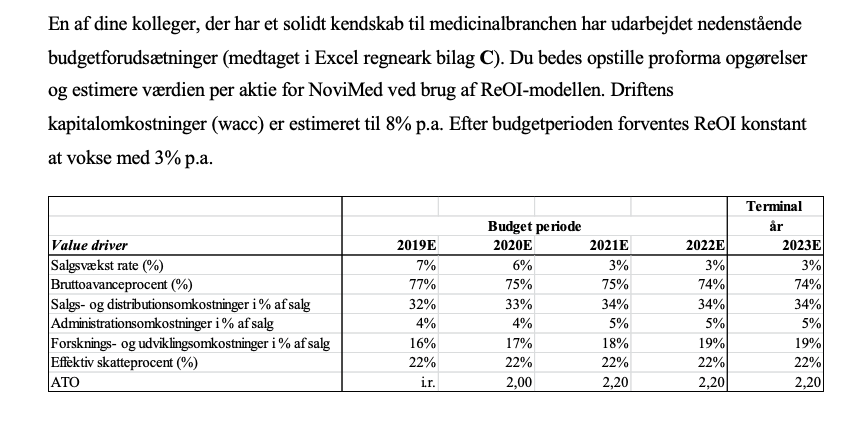 En af dine kolleger, der har et solidt kendskab til medicinalbranchen har udarbejdet nedenstående
budgetforudsætninger (medtaget i Excel regneark bilag C). Du bedes opstille proforma opgørelser
og estimere værdien per aktie for NoviMed ved brug af ReOI-modellen. Driftens
kapitalomkostninger (wacc) er estimeret til 8% p.a. Efter budgetperioden forventes ReOI konstant
at vokse med 3% p.a.
Terminal
Budget periode år
Value driver 2019E 2020E 2021E 2022E 2023E
Salgsvækst rate (%) 7% 6% 3% 3% 3%
Bruttoavanceprocent (%) 77% 75% 75% 74% 74%
Salgs- og distributionsomkostninger i % af salg 32% 33% 34% 34% 34%
Administrationsomkostninger i % af salg 4% 4% 5% 5% 5%
Forsknings- og udviklingsomkostninger i % af salg 16% 17% 18% 19% 19%
Effektiv skatteprocent (%) 22% 22% 22% 22% 22%
ATO i.r. 2,00 2,20 2,20 2,20